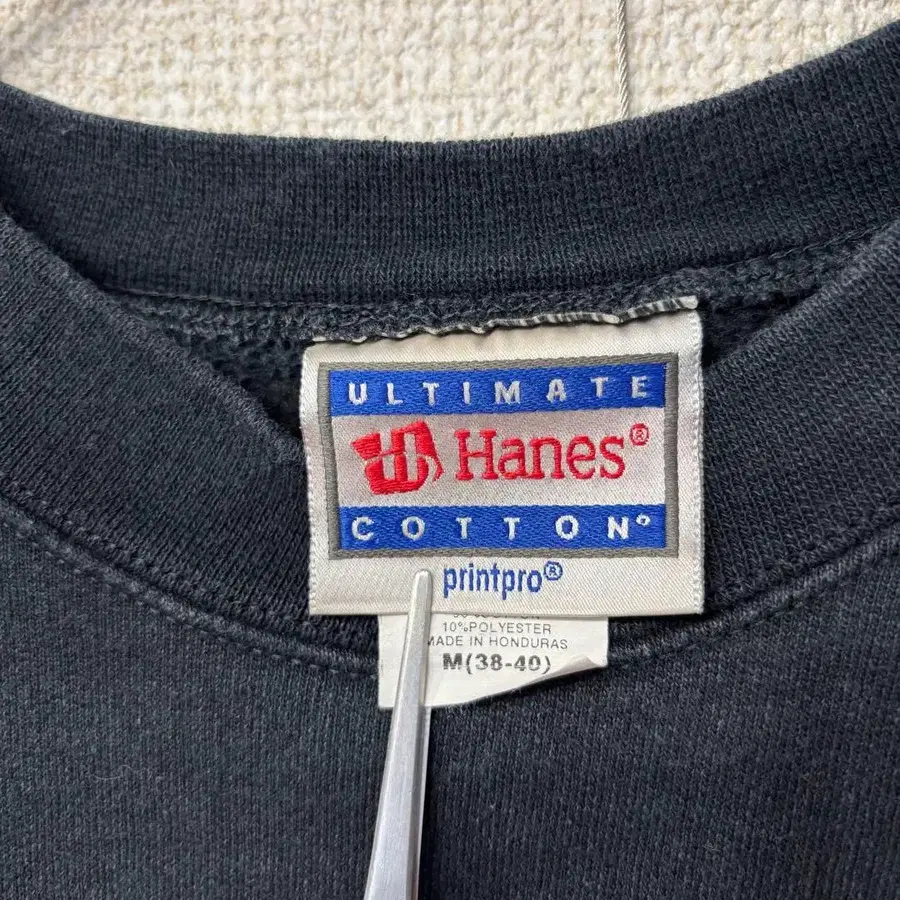 ULTIMATE
Hanes®
COTTON®
printpro®
10%POLYESTER
MADE IN HONDURAS
M(38-40)